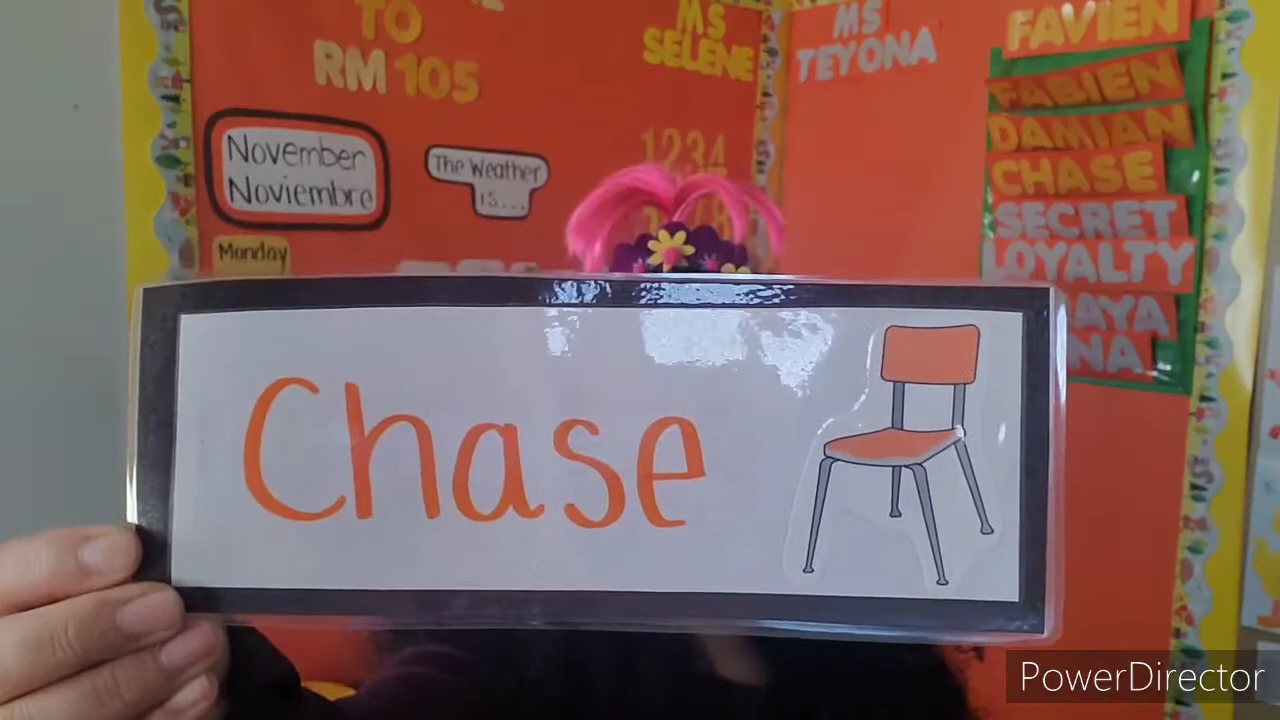 TO
RM 105
MS
SELENE
MS
TEYONA
FAVIEN
FABIEN
DAMIAN
CHASE
SECRET
LOYALTY
November
Noviembre
The Weather
is...
1234
Monday
Chase
PowerDirector